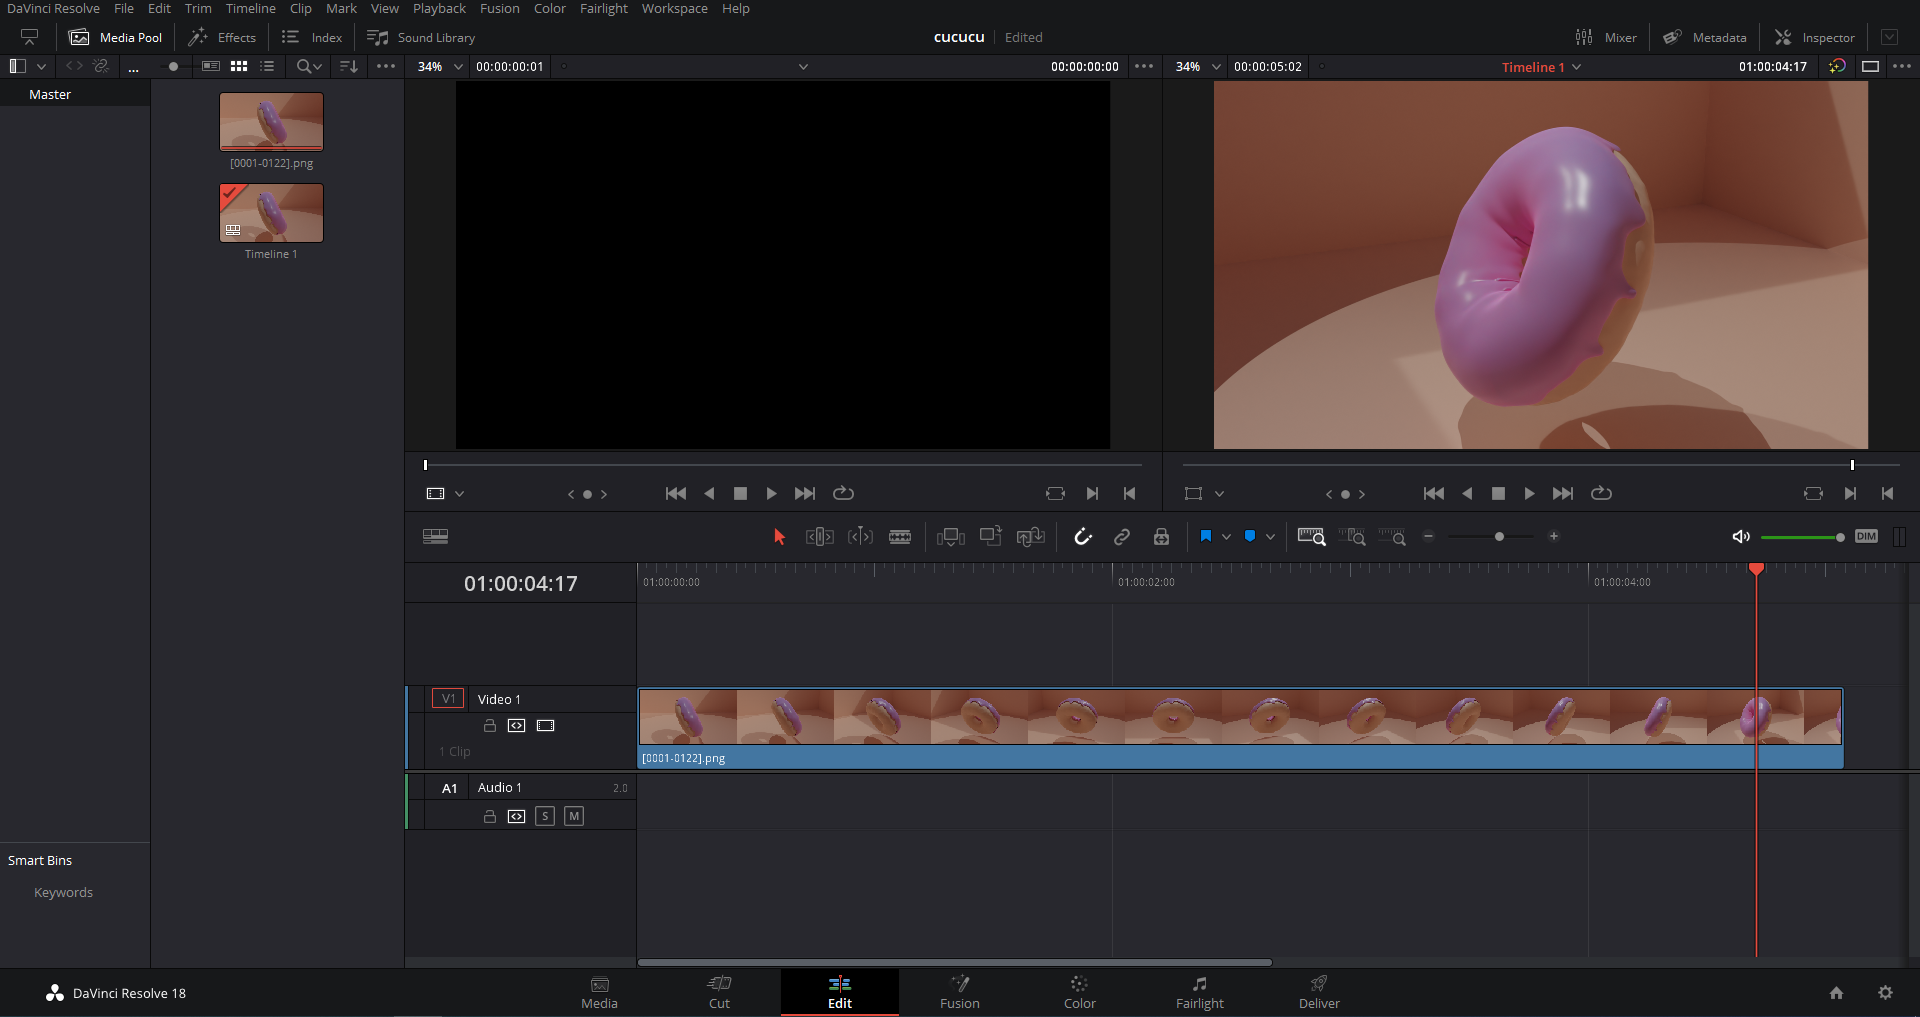 DaVinci Resolve File Edit Trim Timeline Clip Mark View Playback Fusion Color Fairlight Workspace Help
Media Pool Effects Index Sound Library cucucu Edited Mixer Metadata Inspector
... 34% 00:00:00:01 00:00:00:00 34% 00:00:05:02 Timeline 1 01:00:04:17
Master
[0001-0122].png
Timeline 1
DIM
01:00:04:17 01:00:00:00 01:00:02:00 01:00:04:00
V1 Video 1
1 Clip
[0001-0122].png
A1 Audio 1 2.0
S M
Smart Bins
Keywords
DaVinci Resolve 18
Media Cut Edit Fusion Color Fairlight Deliver